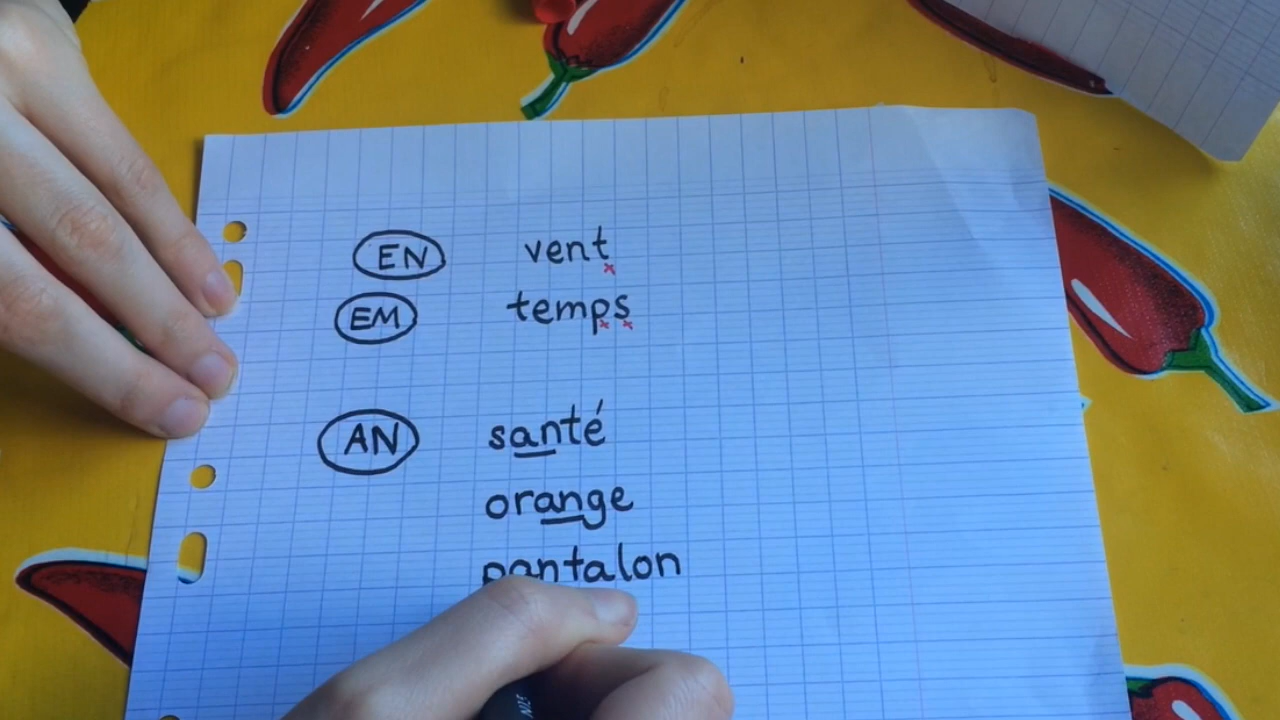 EN vent
EM temps
AN santé
orange
pantalon